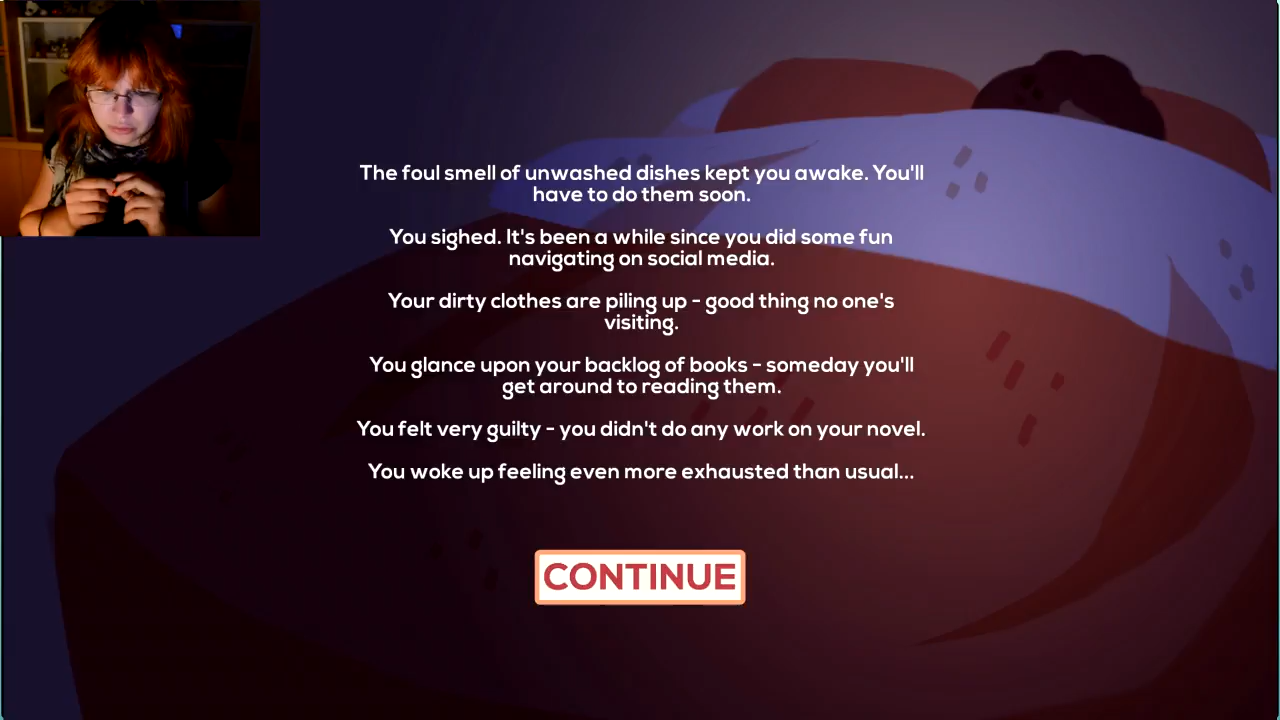 The foul smell of unwashed dishes kept you awake. You'll
have to do them soon.
You sighed. It's been a while since you did some fun
navigating on social media.
Your dirty clothes are piling up - good thing no one's
visiting.
You glance upon your backlog of books - someday you'll
get around to reading them.
You felt very guilty - you didn't do any work on your novel.
You woke up feeling even more exhausted than usual...
CONTINUE